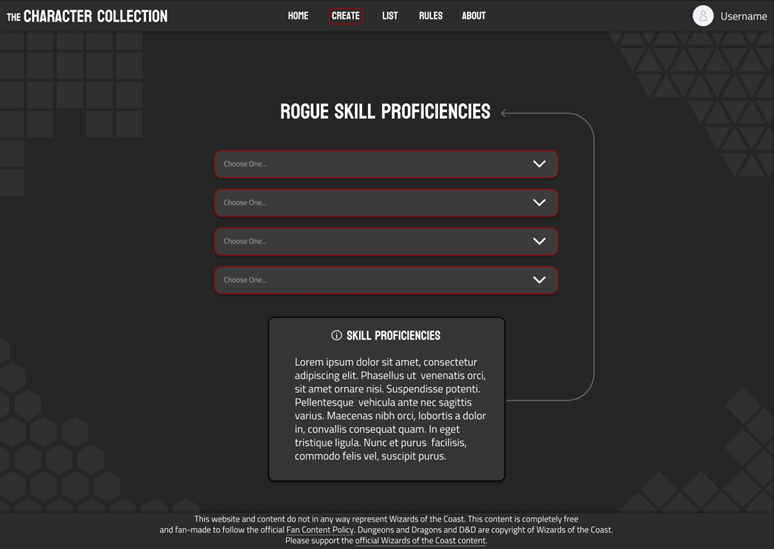 THE CHARACTER COLLECTION
HOME CREATE LIST RULES ABOUT
Username
ROGUE SKILL PROFICIENCIES
Choose One...
Choose One...
Choose One...
Choose One...
SKILL PROFICIENCIES
Lorem ipsum dolor sit amet, consectetur
adipiscing elit. Phasellus ut venenatis orci,
sit amet ornare nisi. Suspendisse potenti.
Pellentesque vehicula ante nec sagittis
varius. Maecenas nibh orci, lobortis a dolor
in, convallis consequat quam. In eget
tristique ligula. Nunc et purus facilisis,
commodo felis vel, suscipit purus.
This website and content do not in any way represent Wizards of the Coast. This content is completely free
and fan-made to follow the official Fan Content Policy. Dungeons and Dragons and D&D are copyright of Wizards of the Coast.
Please support the official Wizards of the Coast content.